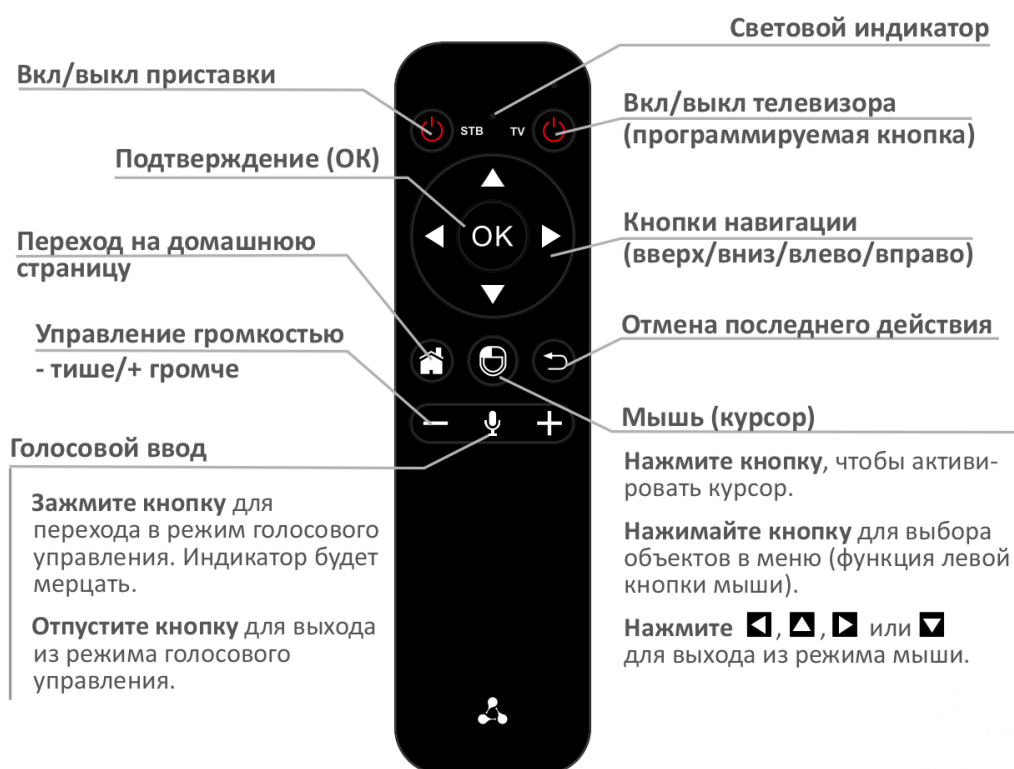 Световой индикатор
Вкл/выкл приставки
Вкл/выкл телевизора
(программируемая кнопка)
STB TV
Подтверждение (ОК)
OK
Кнопки навигации
(вверх/вниз/влево/вправо)
Переход на домашнюю
страницу
Управление громкостью
- тише/+ громче
Отмена последнего действия
Голосовой ввод
Зажмите кнопку для
перехода в режим голосового
управления. Индикатор будет
мерцать.
Отпустите кнопку для выхода
из режима голосового
управления.
Мышь (курсор)
Нажмите кнопку, чтобы активи-
ровать курсор.
Нажимайте кнопку для выбора
объектов в меню (функция левой
кнопки мыши).
Нажмите ◀, ▲, ▶ или ▼
для выхода из режима мыши.